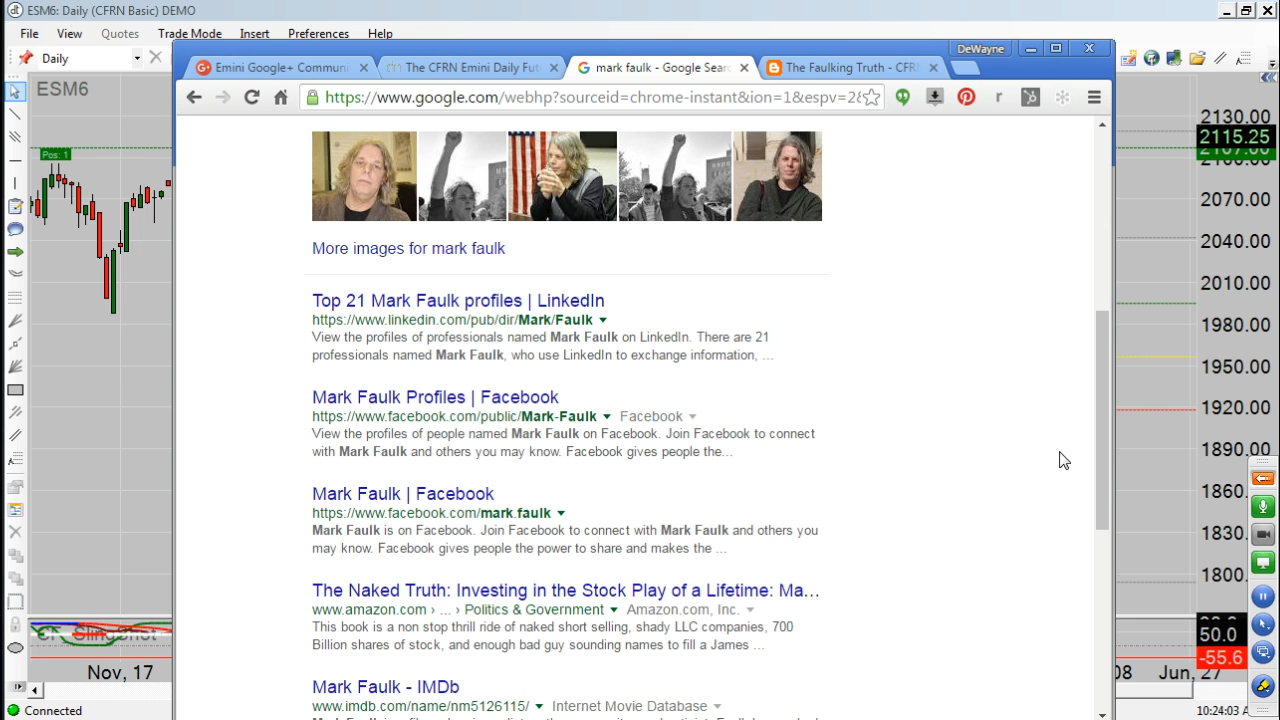 ESM6: Daily (CFRN Basic) DEMO
File View Quotes Trade Mode Insert Preferences Help
Daily
DeWayne
Emini Google+ Commun
The CFRN Emini Daily Fut
mark faulk - Google Sear
The Faulking Truth - CFR
https://www.google.com/webhp?sourceid=chrome-instant&ion=1&espv=2&
ESM6
Pos: 1
More images for mark faulk
Top 21 Mark Faulk profiles | LinkedIn
https://www.linkedin.com/pub/dir/Mark/Faulk
View the profiles of professionals named Mark Faulk on LinkedIn. There are 21
professionals named Mark Faulk, who use LinkedIn to exchange information, ...
Mark Faulk Profiles | Facebook
https://www.facebook.com/public/Mark-Faulk Facebook
View the profiles of people named Mark Faulk on Facebook. Join Facebook to connect
with Mark Faulk and others you may know. Facebook gives people the...
Mark Faulk | Facebook
https://www.facebook.com/mark.faulk
Mark Faulk is on Facebook. Join Facebook to connect with Mark Faulk and others you
may know. Facebook gives people the power to share and makes the ...
The Naked Truth: Investing in the Stock Play of a Lifetime: Ma...
www.amazon.com › ... › Politics & Government Amazon.com, Inc.
This book is a non stop thrill ride of naked short selling, shady LLC companies, 700
Billion shares of stock, and enough bad guy sounding names to fill a James ...
Mark Faulk - IMDb
www.imdb.com/name/nm5126115/ Internet Movie Database
2130.00
2115.25
2070.00
2040.00
2010.00
1980.00
1950.00
1920.00
1890.00
1860.
1830.
1800.
50.0
-55.6
SlingShot
Nov, 17
08 Jun, 27
Connected
10:24:03